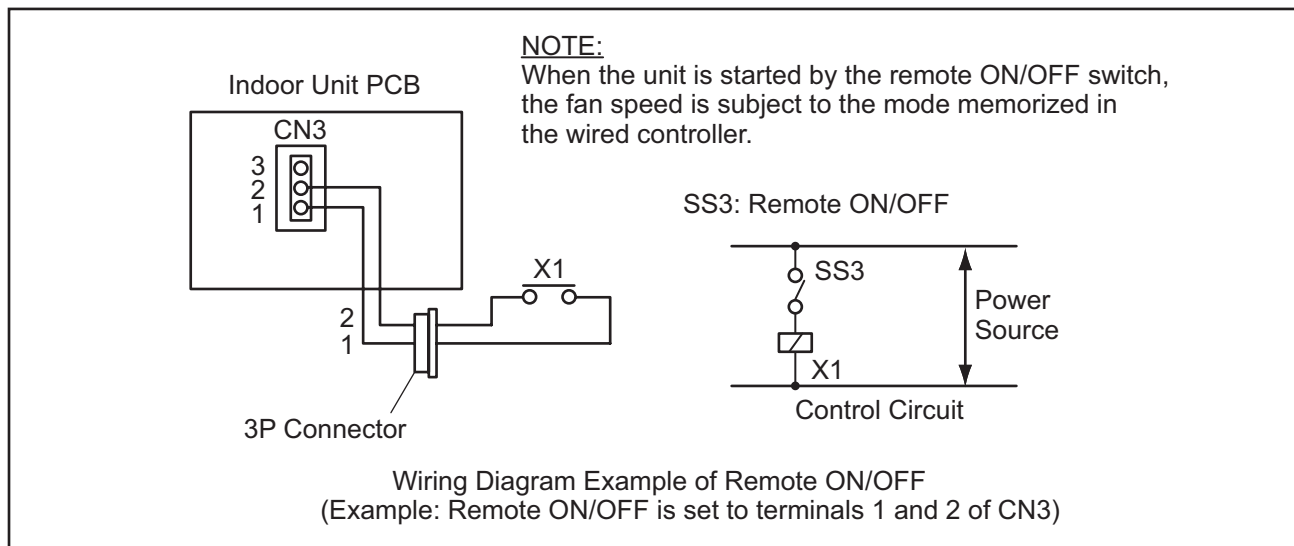 NOTE:
When the unit is started by the remote ON/OFF switch,
the fan speed is subject to the mode memorized in
the wired controller.
Indoor Unit PCB
CN3
3
2
1
X1
2
1
3P Connector
SS3: Remote ON/OFF
SS3
Power
Source
X1
Control Circuit
Wiring Diagram Example of Remote ON/OFF
(Example: Remote ON/OFF is set to terminals 1 and 2 of CN3)